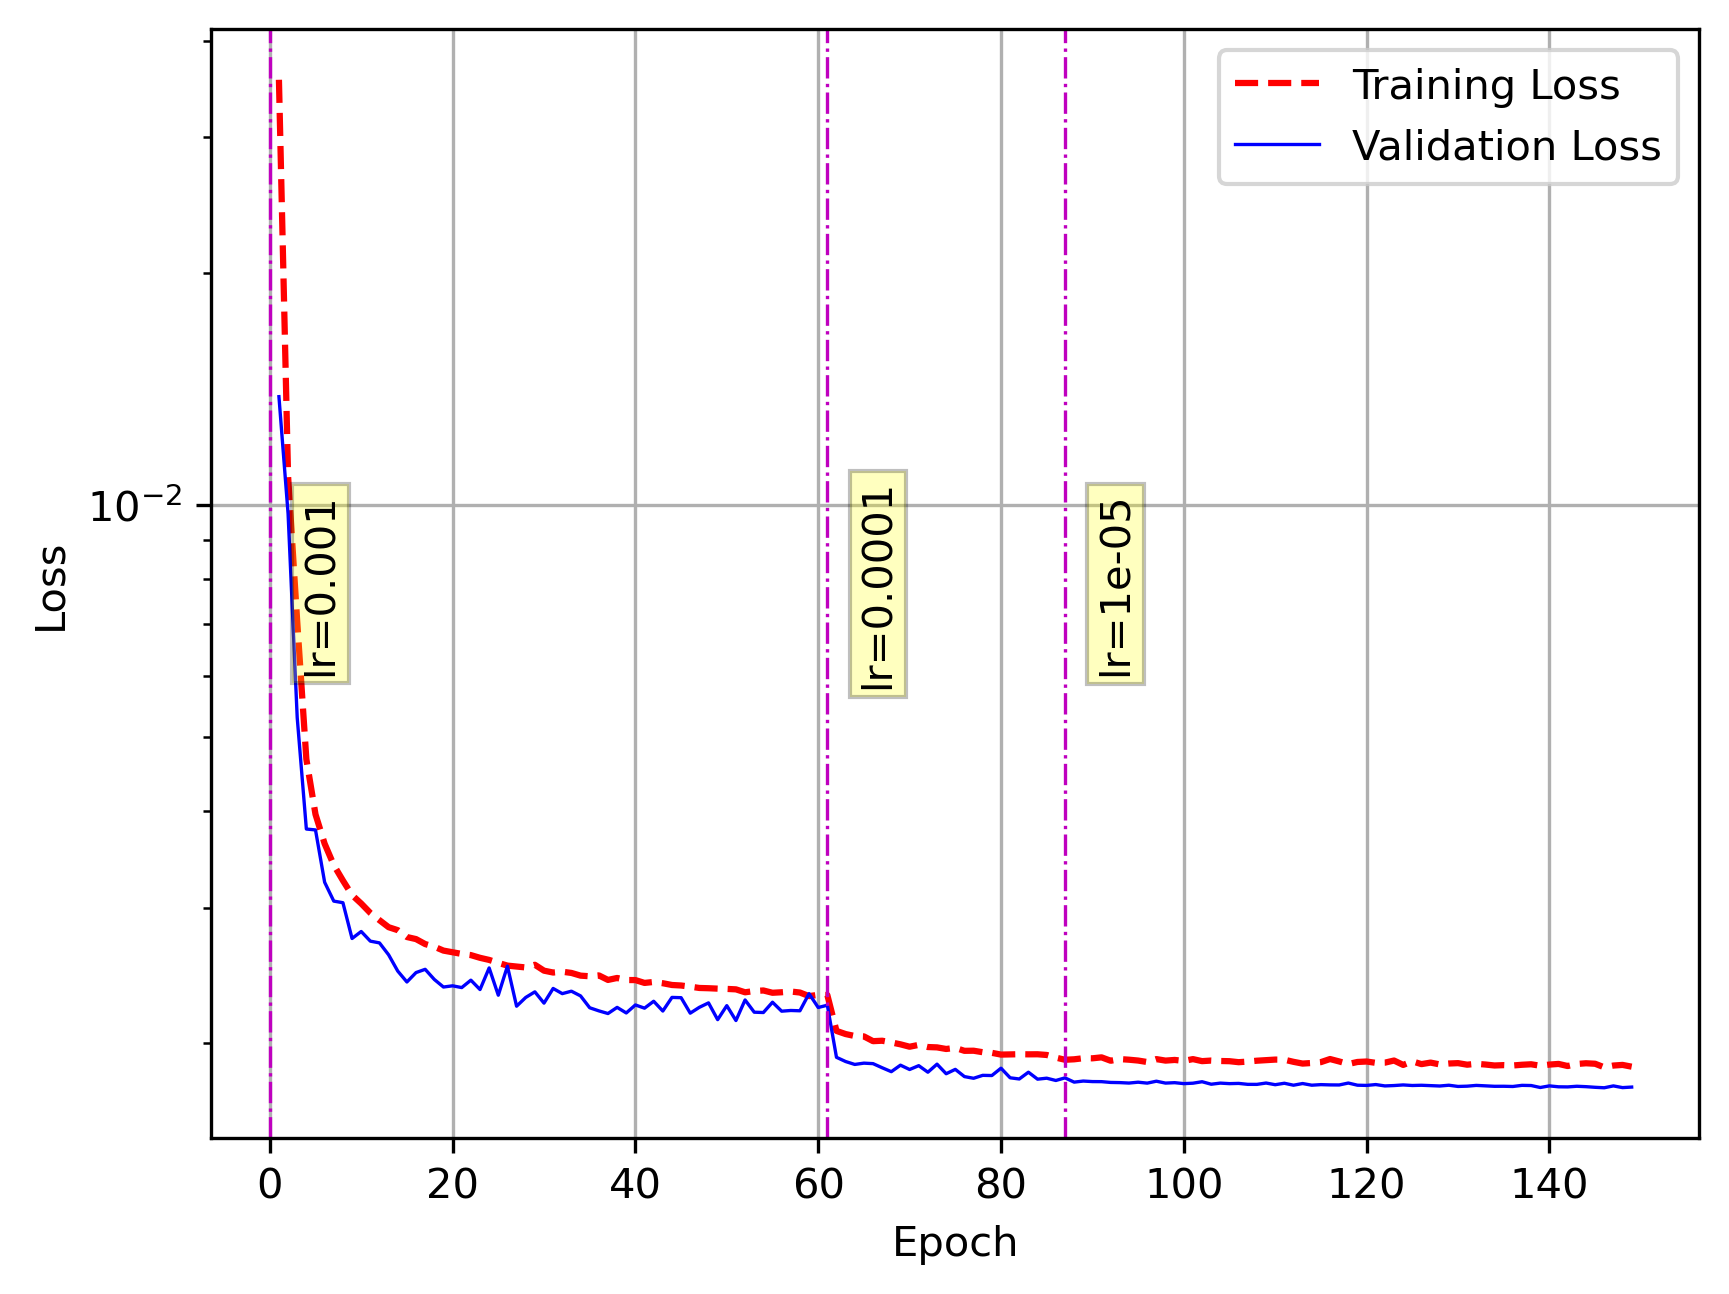 Training Loss
Validation Loss
10⁻²
Loss
lr=0.001
lr=0.0001
lr=1e-05
0 20 40 60 80 100 120 140
Epoch